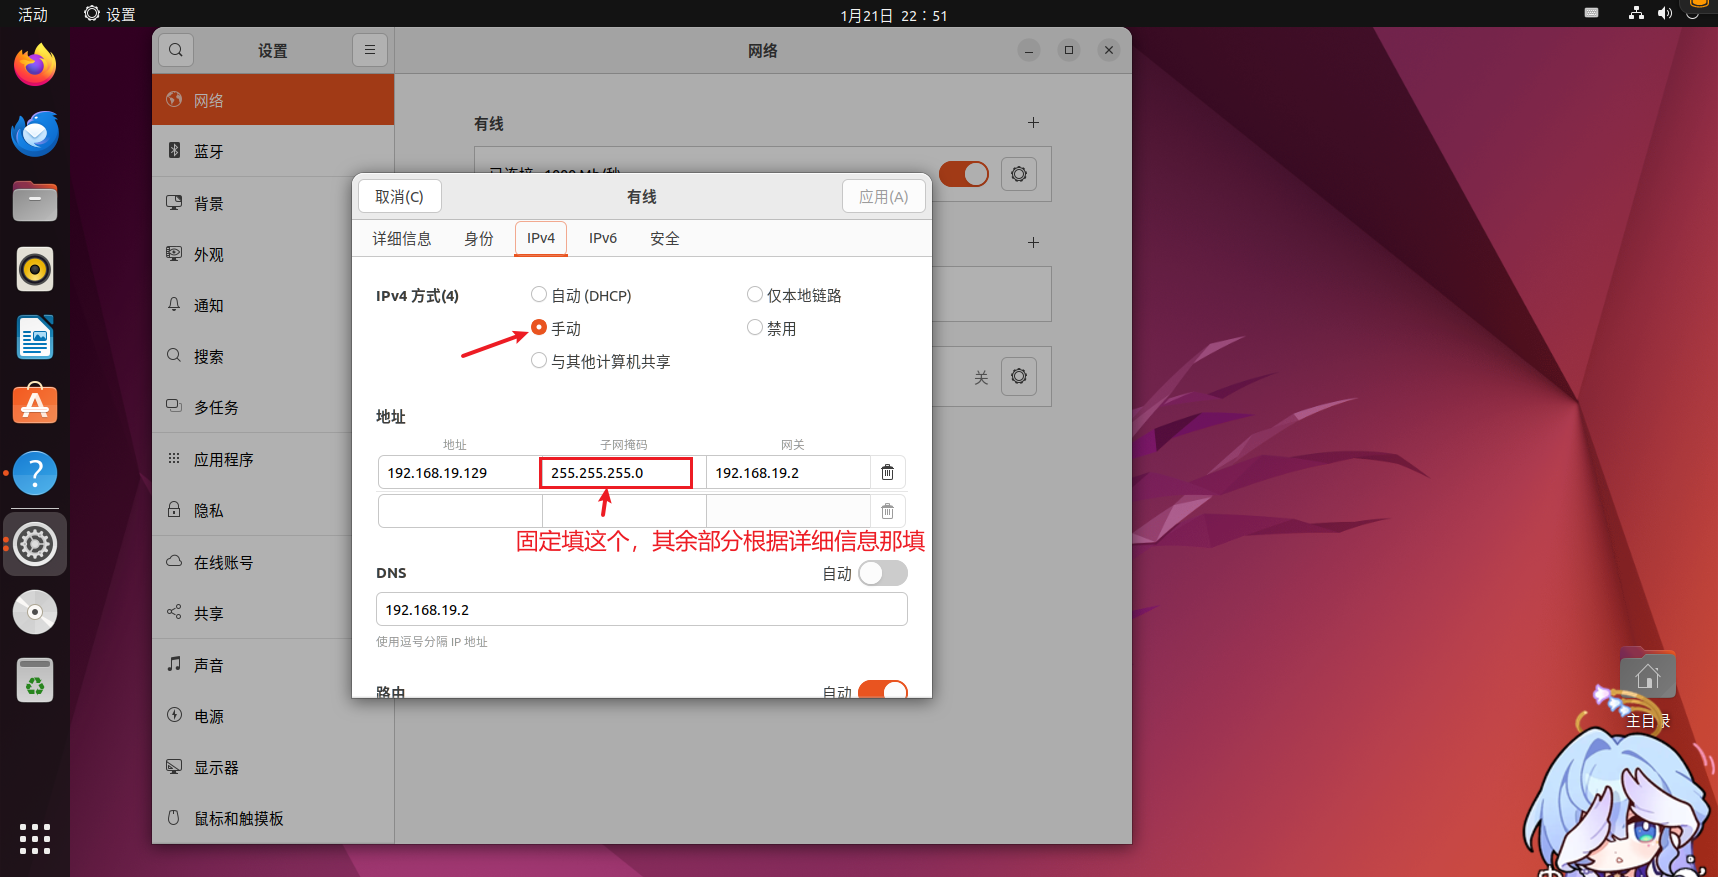 活动 设置 1月21日 22:51
设置
网络
网络
蓝牙
背景
外观
通知
搜索
多任务
应用程序
隐私
在线账号
共享
声音
电源
显示器
鼠标和触摸板
有线
关
取消(C) 有线 应用(A)
详细信息 身份 IPv4 IPv6 安全
IPv4 方式(4) 自动 (DHCP) 仅本地链路
手动 禁用
与其他计算机共享
地址
地址 子网掩码 网关
192.168.19.129 255.255.255.0 192.168.19.2
固定填这个，其余部分根据详细信息那填
DNS 自动
192.168.19.2
使用逗号分隔 IP 地址
路由 自动
主目录